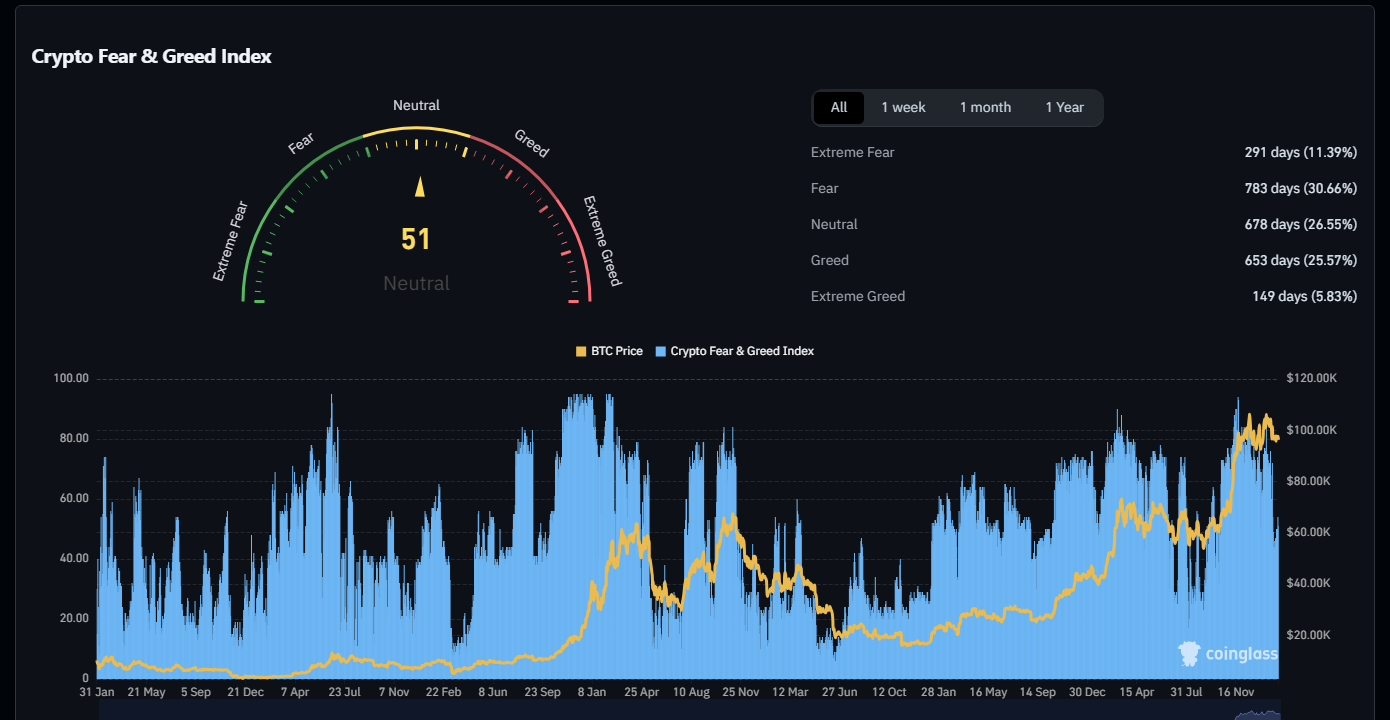 Crypto Fear & Greed Index
Neutral
Fear
Greed
Extreme Fear
Extreme Greed
51
Neutral
All 1 week 1 month 1 Year
Extreme Fear 291 days (11.39%)
Fear 783 days (30.66%)
Neutral 678 days (26.55%)
Greed 653 days (25.57%)
Extreme Greed 149 days (5.83%)
BTC Price Crypto Fear & Greed Index
100.00 $120.00K
80.00 $100.00K
60.00 $80.00K
40.00 $60.00K
20.00 $40.00K
0 $20.00K
coinglass
31 Jan 21 May 5 Sep 21 Dec 7 Apr 23 Jul 7 Nov 22 Feb 8 Jun 23 Sep 8 Jan 25 Apr 10 Aug 25 Nov 12 Mar 27 Jun 12 Oct 28 Jan 16 May 14 Sep 30 Dec 15 Apr 31 Jul 16 Nov